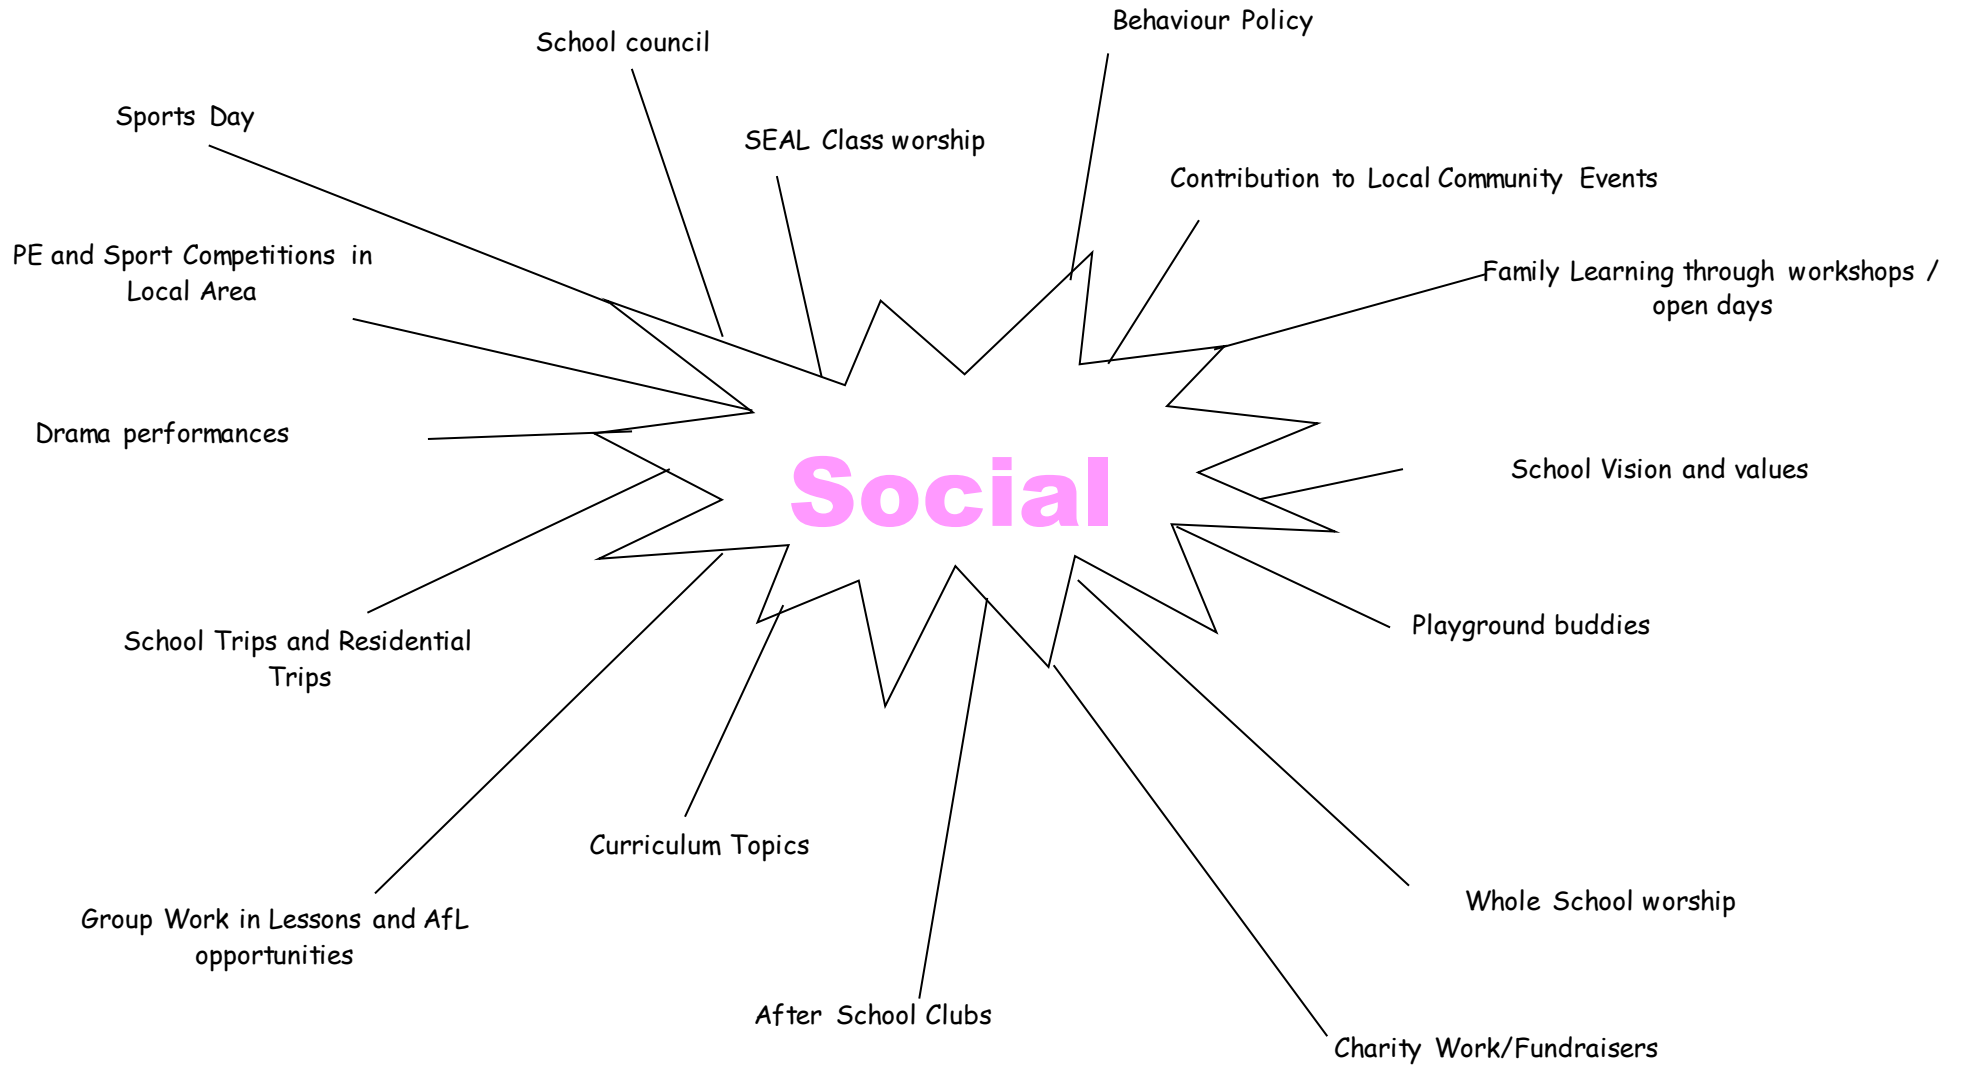 Behaviour Policy
School council
Sports Day
SEAL Class worship
Contribution to Local Community Events
PE and Sport Competitions in
Local Area
Family Learning through workshops /
open days
Drama performances
Social
School Vision and values
Playground buddies
School Trips and Residential
Trips
Curriculum Topics
Whole School worship
Group Work in Lessons and AfL
opportunities
After School Clubs
Charity Work/Fundraisers